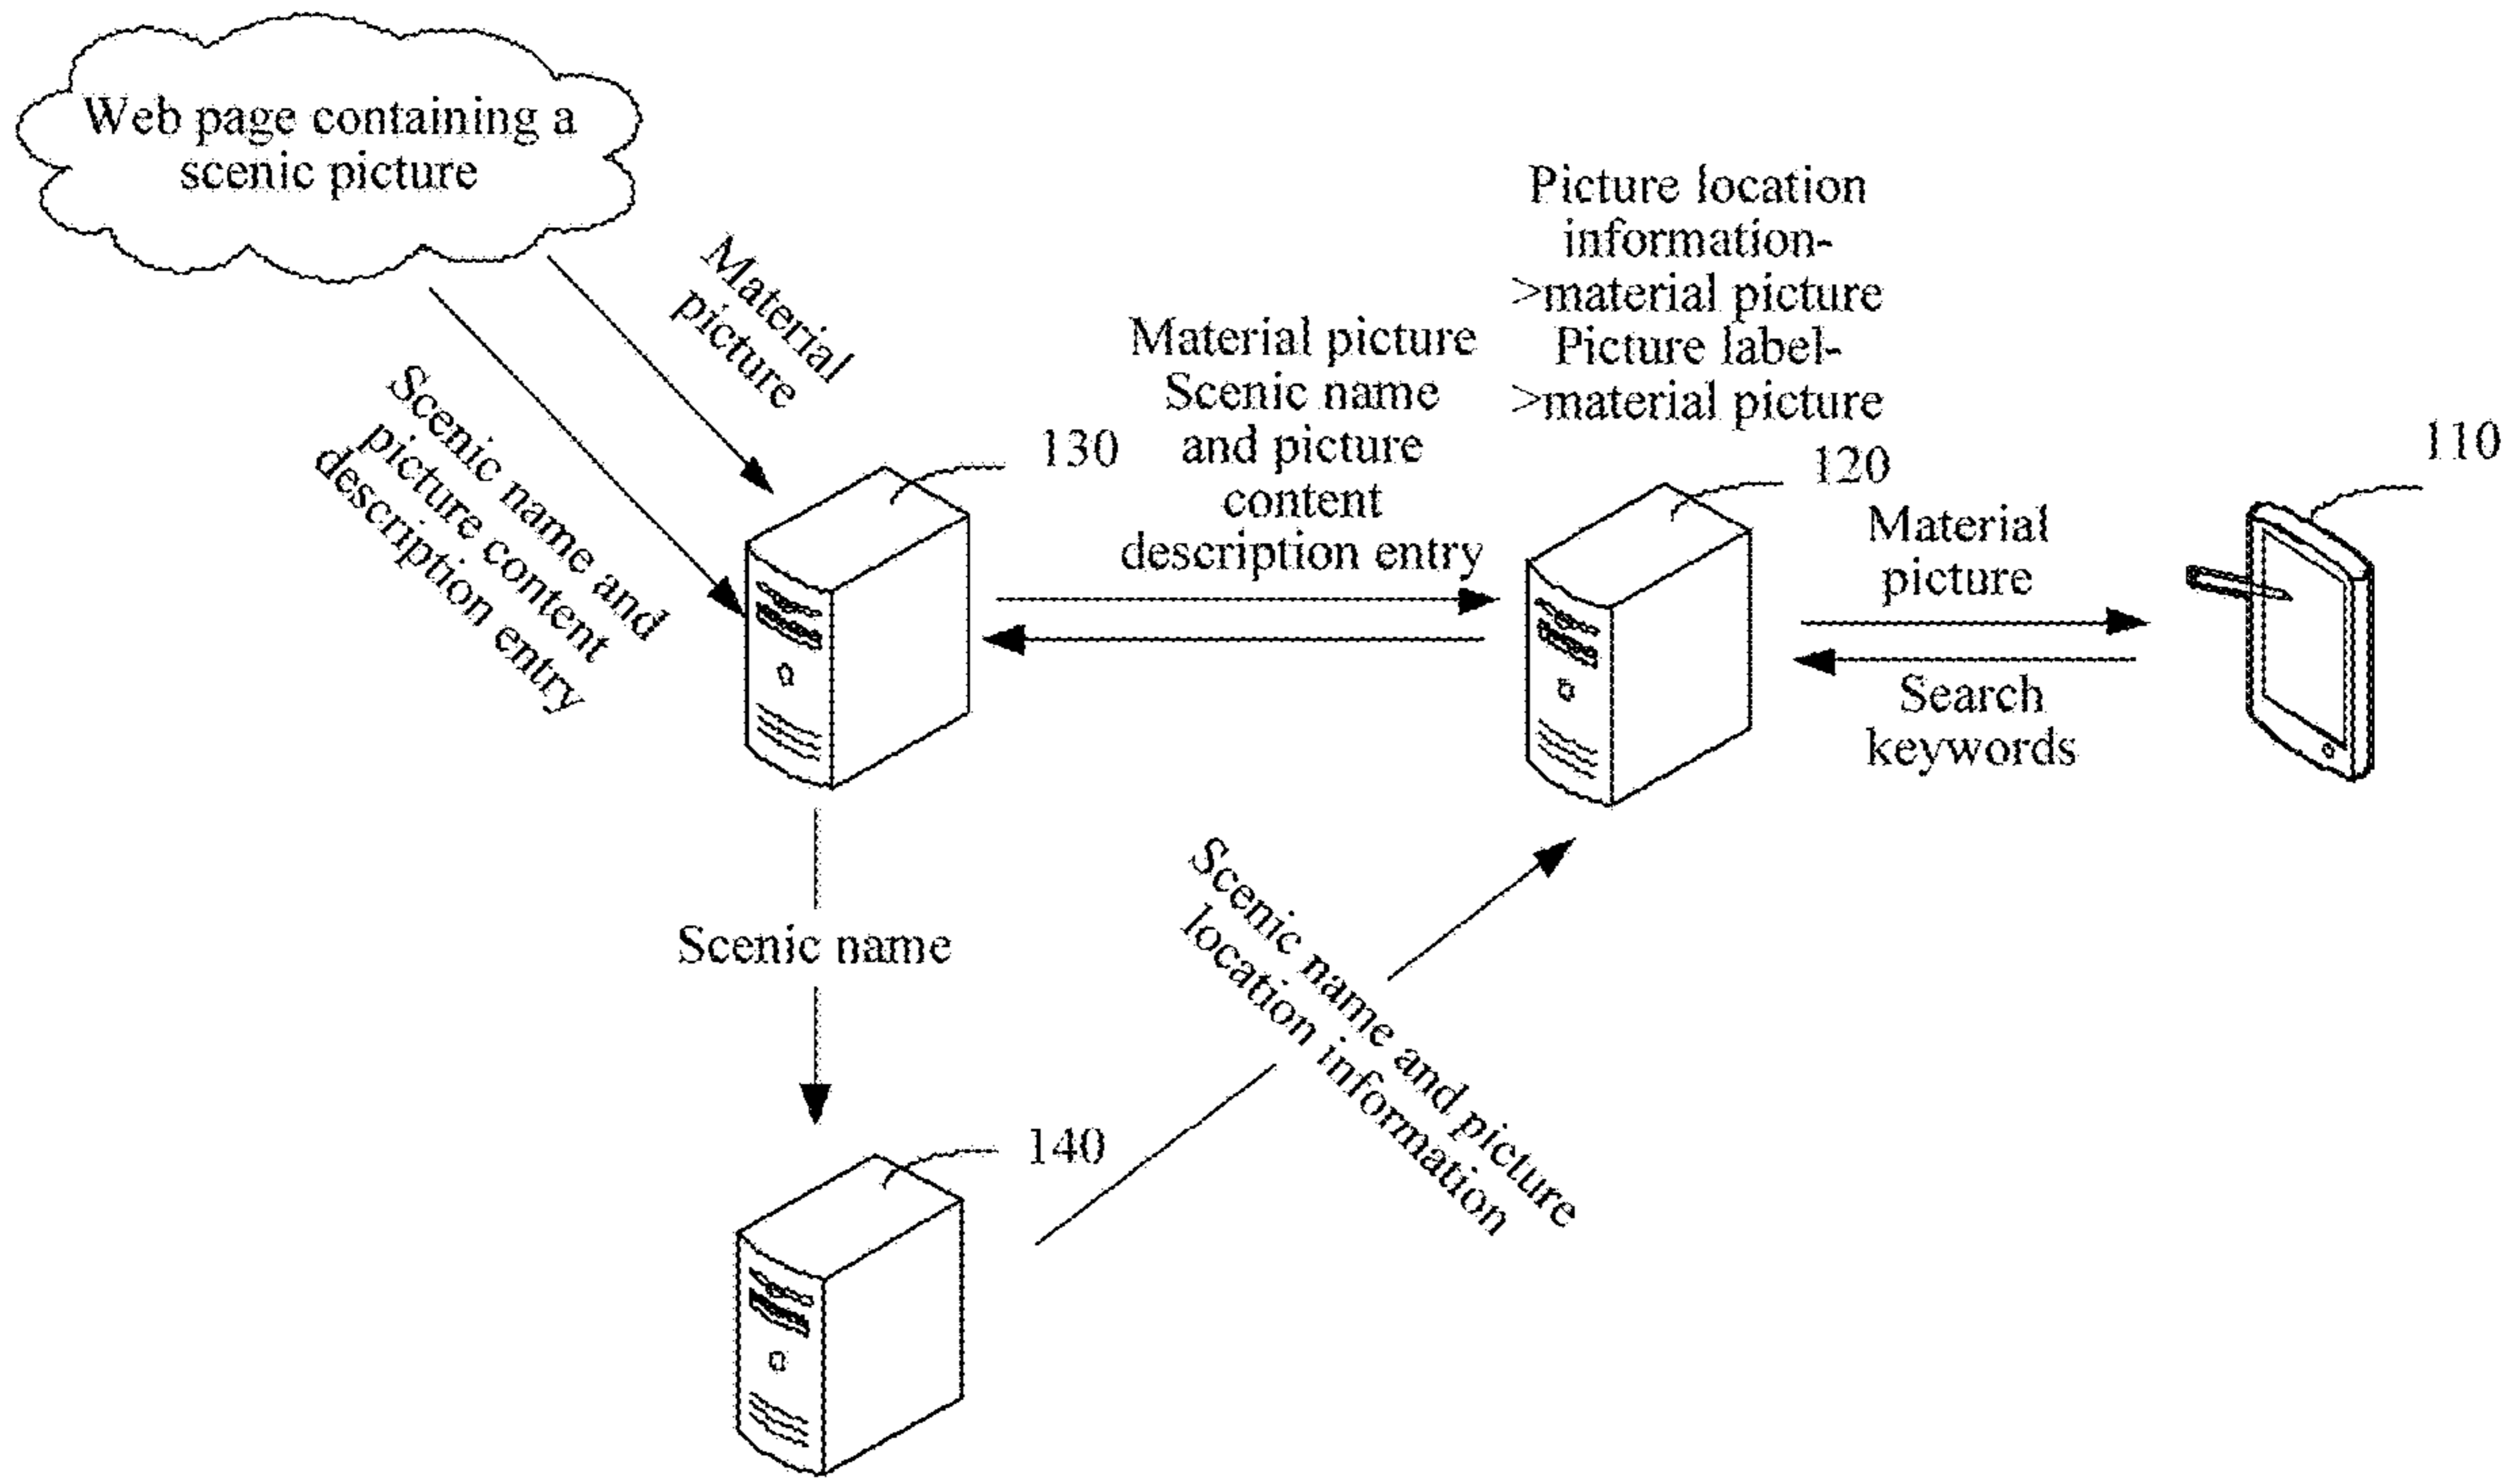 Web page containing a
scenic picture
Material
picture
Scenic name and
picture content
description entry
130
Material picture
Scenic name
and picture
content
description entry
Picture location
information-
>material picture
Picture label-
>material picture
120
110
Material
picture
Search
keywords
Scenic name
Scenic name and picture
location information
140